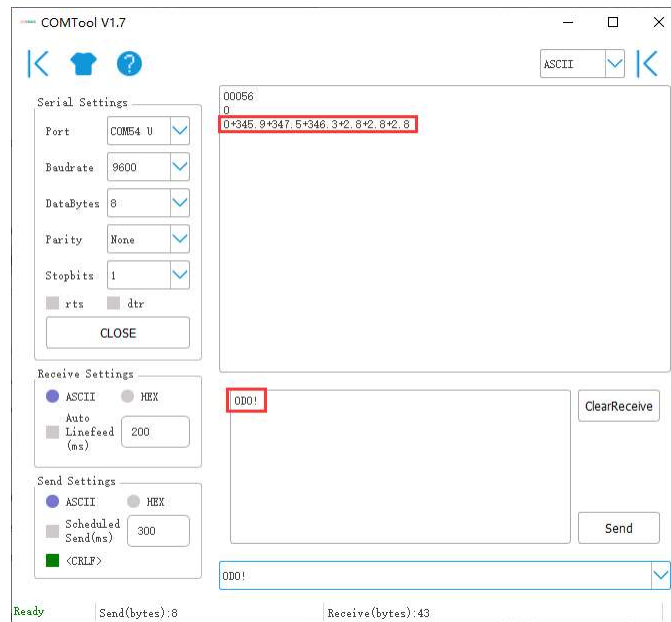 COMTool V1.7
ASCII
Serial Settings
Port COM54 U
Baudrate 9600
DataBytes 8
Parity None
Stopbits 1
rts dtr
CLOSE
00056
0
0+345.9+347.5+346.3+2.8+2.8+2.8
Receive Settings
ASCII HEX
Auto
Linefeed
(ms)
200
0D0!
ClearReceive
Send Settings
ASCII HEX
Scheduled
Send(ms)
300
<CRLF>
Send
0D0!
Ready Send(bytes):8 Receive(bytes):43